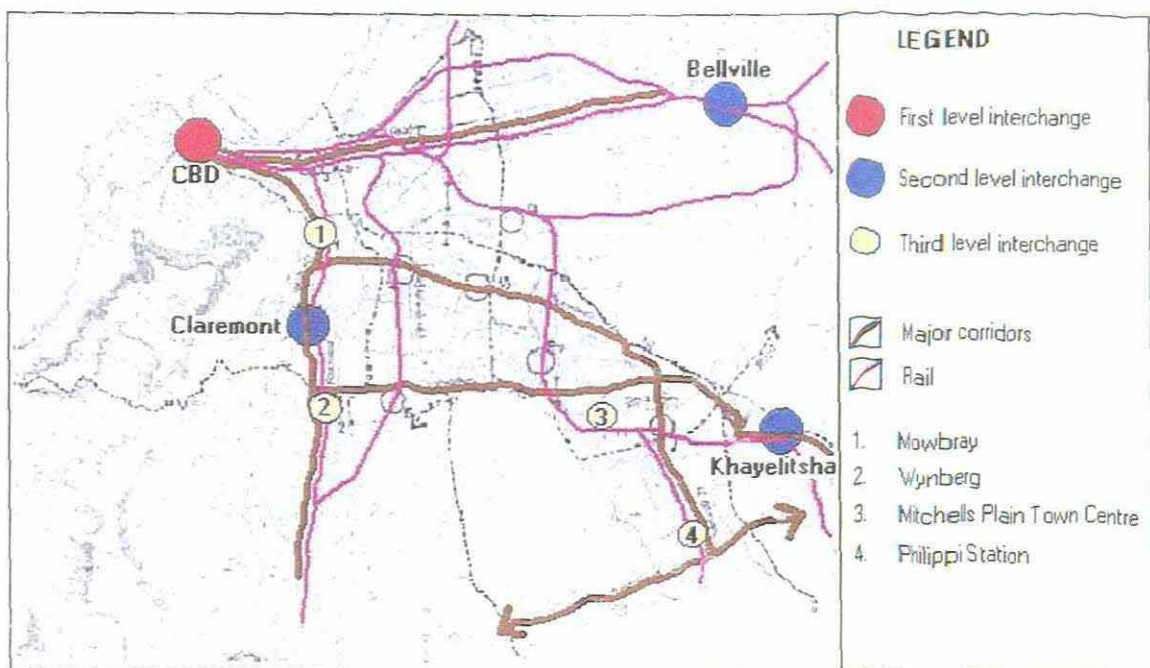 LEGEND
Bellville
First level interchange
CBD
Second level interchange
1
Third level interchange
Claremont
Major corridors
Rail
2
3
Khayelitsha
4
1. Mowbray
2. Wynberg
3. Mitchells Plain Town Centre
4. Philippi Station